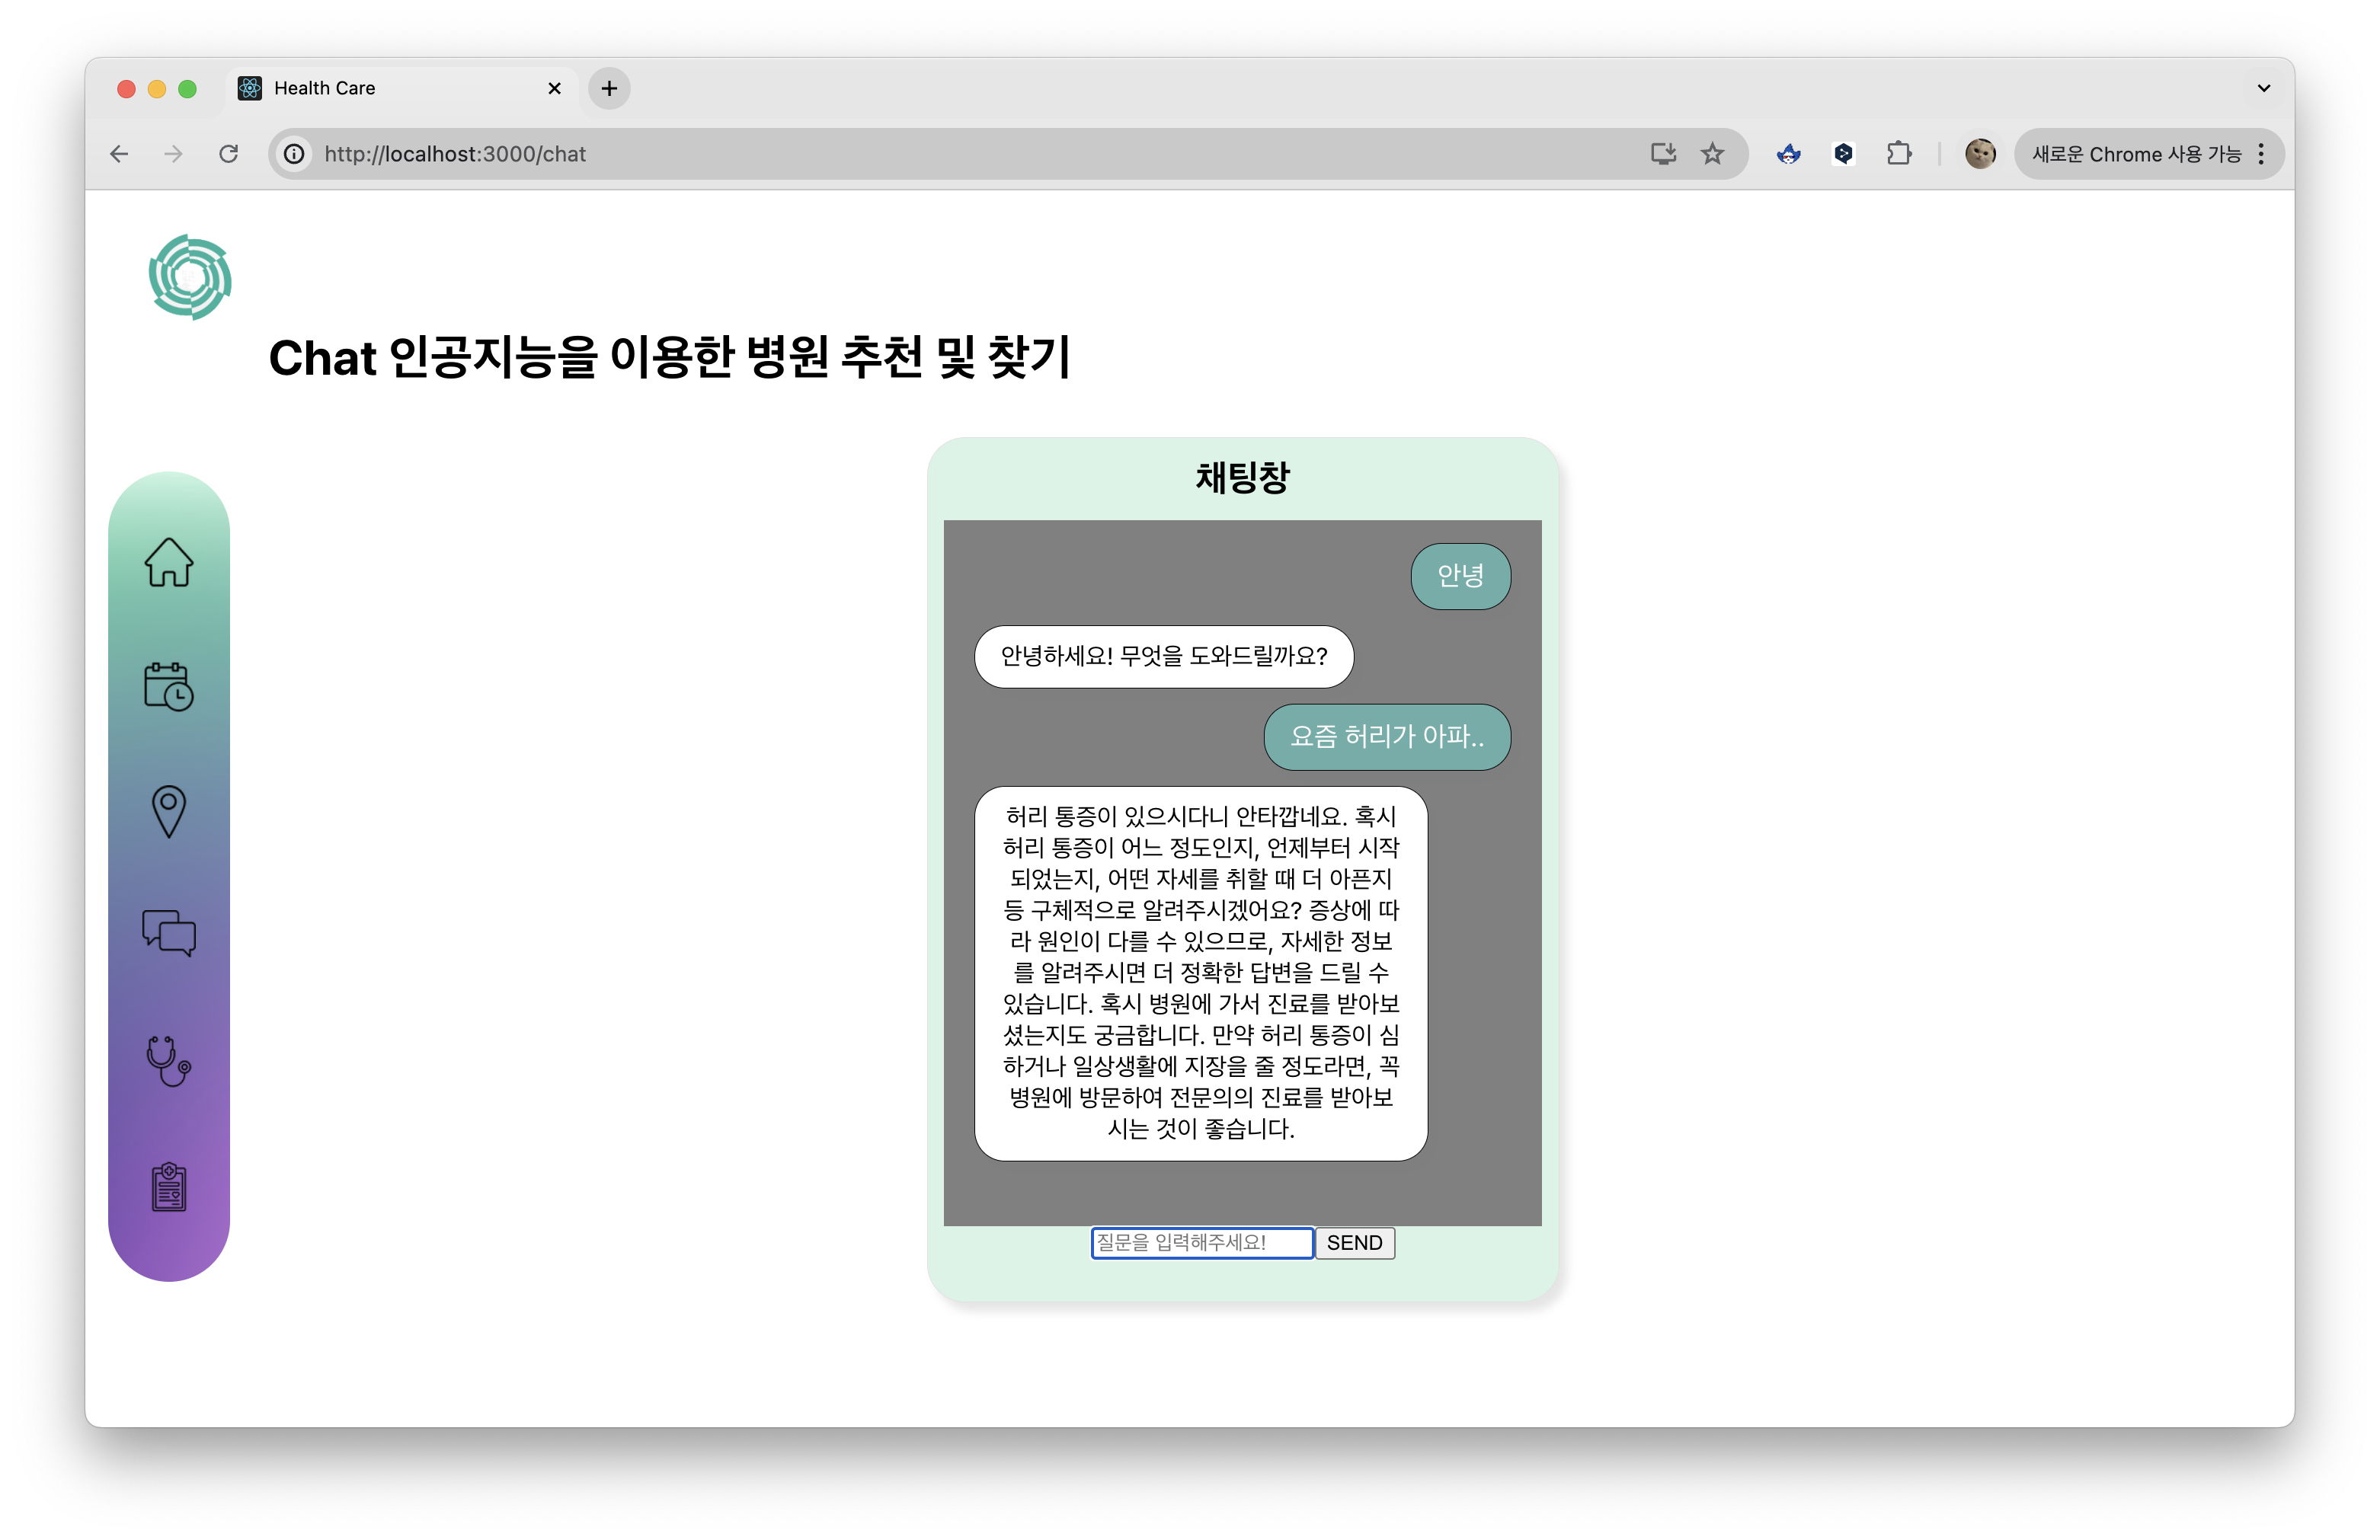 Health Care
http://localhost:3000/chat
새로운 Chrome 사용 가능
Chat 인공지능을 이용한 병원 추천 및 찾기
채팅창
안녕
안녕하세요! 무엇을 도와드릴까요?
요즘 허리가 아파..
허리 통증이 있으시다니 안타깝네요. 혹시
허리 통증이 어느 정도인지, 언제부터 시작
되었는지, 어떤 자세를 취할 때 더 아픈지
등 구체적으로 알려주시겠어요? 증상에 따
라 원인이 다를 수 있으므로, 자세한 정보
를 알려주시면 더 정확한 답변을 드릴 수
있습니다. 혹시 병원에 가서 진료를 받아보
셨는지도 궁금합니다. 만약 허리 통증이 심
하거나 일상생활에 지장을 줄 정도라면, 꼭
병원에 방문하여 전문의의 진료를 받아보
시는 것이 좋습니다.
질문을 입력해주세요!
SEND